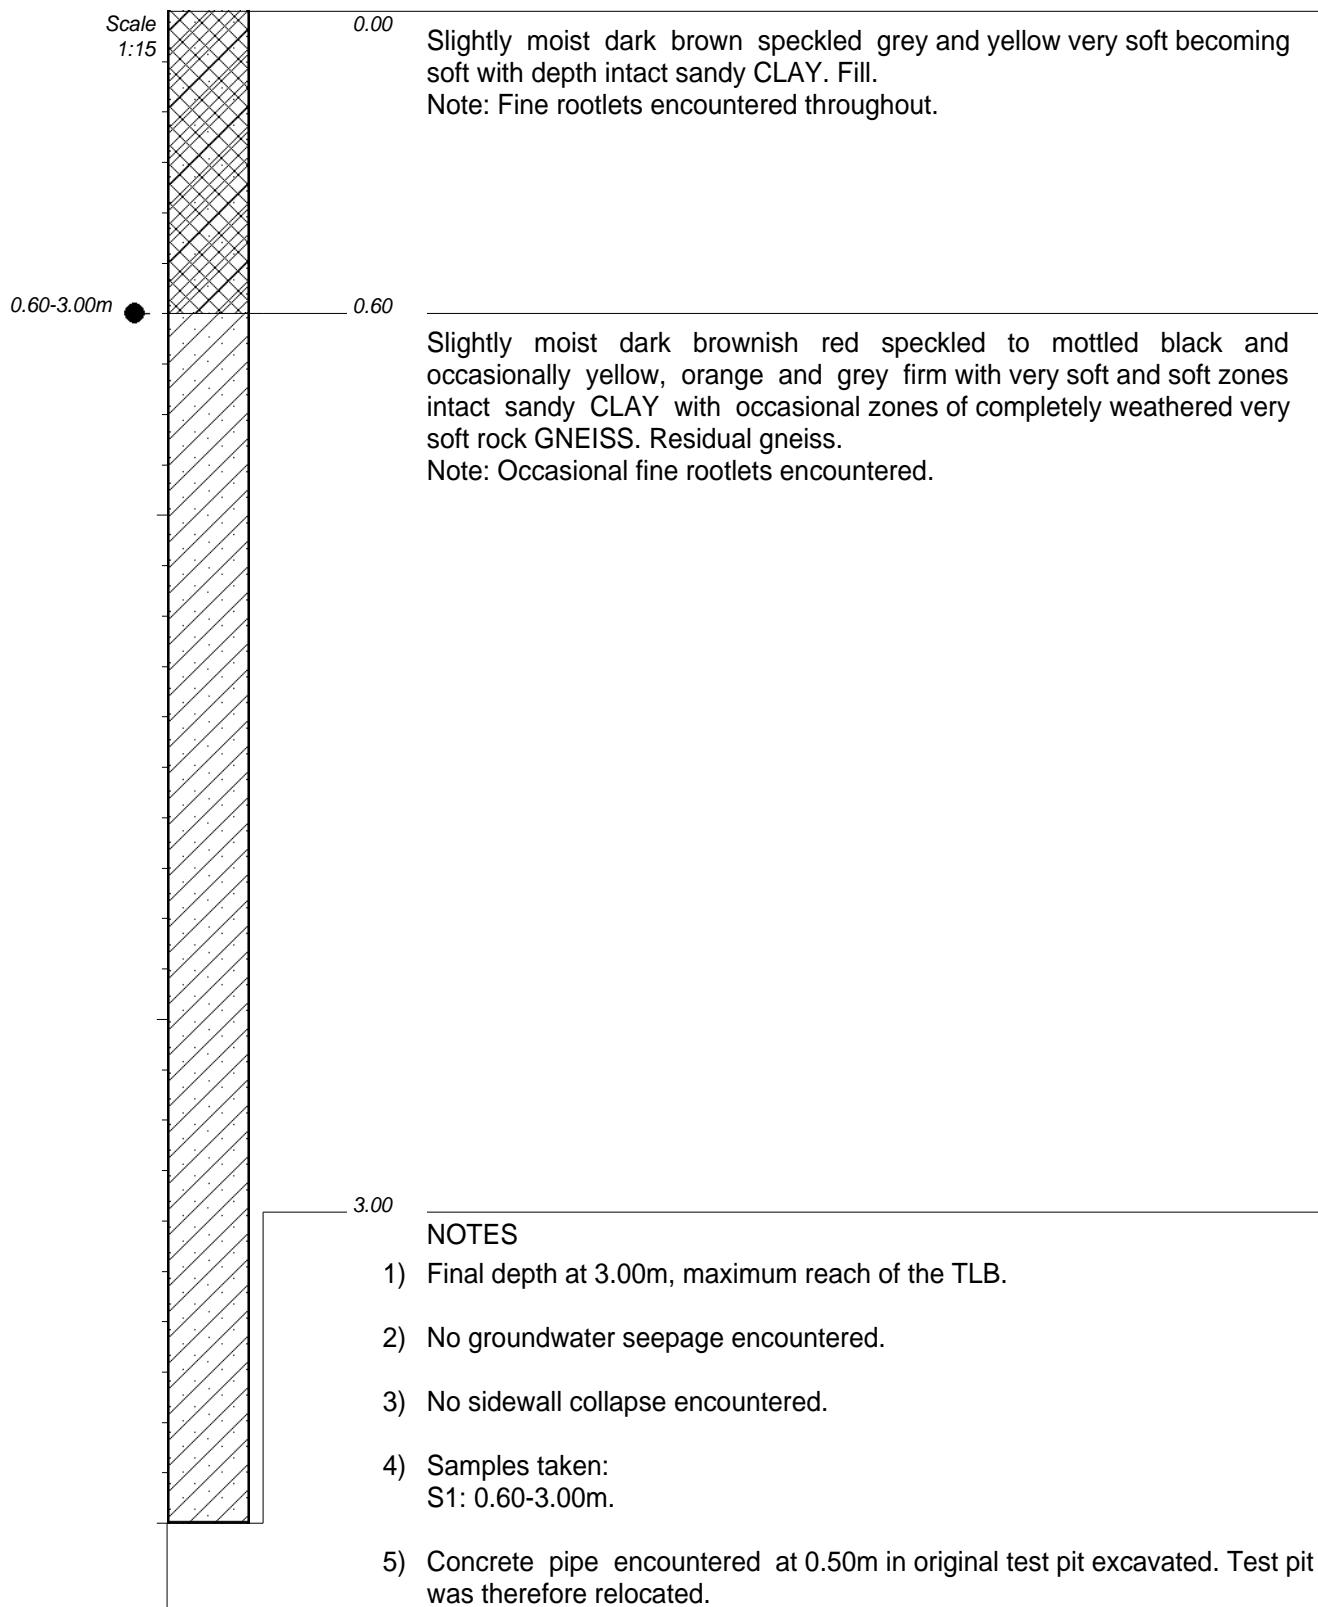 Scale
1:15
0.00
Slightly moist dark brown speckled grey and yellow very soft becoming
soft with depth intact sandy CLAY. Fill.
Note: Fine rootlets encountered throughout.
0.60-3.00m
0.60
Slightly moist dark brownish red speckled to mottled black and
occasionally yellow, orange and grey firm with very soft and soft zones
intact sandy CLAY with occasional zones of completely weathered very
soft rock GNEISS. Residual gneiss.
Note: Occasional fine rootlets encountered.
3.00
NOTES
1) Final depth at 3.00m, maximum reach of the TLB.
2) No groundwater seepage encountered.
3) No sidewall collapse encountered.
4) Samples taken:
S1: 0.60-3.00m.
5) Concrete pipe encountered at 0.50m in original test pit excavated. Test pit
was therefore relocated.